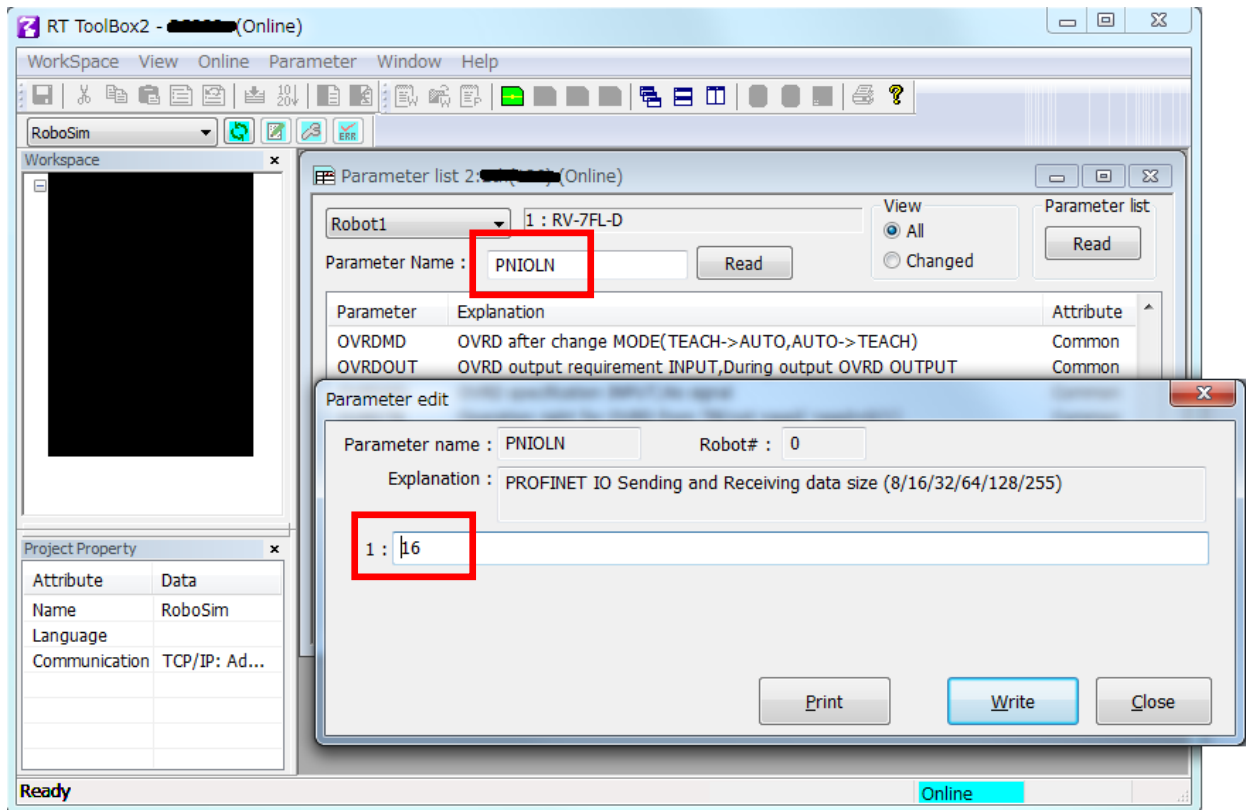 RT ToolBox2 - (Online)
WorkSpace View Online Parameter Window Help
RoboSim
ERR
Workspace
Parameter list 2: (Online)
Robot1
1 : RV-7FL-D
View
All
Changed
Parameter list
Read
Parameter Name : PNIOLN
Read
Parameter Explanation Attribute
OVRDMD OVRD after change MODE(TEACH->AUTO,AUTO->TEACH) Common
OVRDOUT OVRD output requirement INPUT,During output OVRD OUTPUT Common
Parameter edit
Parameter name : PNIOLN Robot# : 0
Explanation : PROFINET IO Sending and Receiving data size (8/16/32/64/128/255)
1 : 16
Print Write Close
Project Property
Attribute Data
Name RoboSim
Language
Communication TCP/IP: Ad...
Ready Online